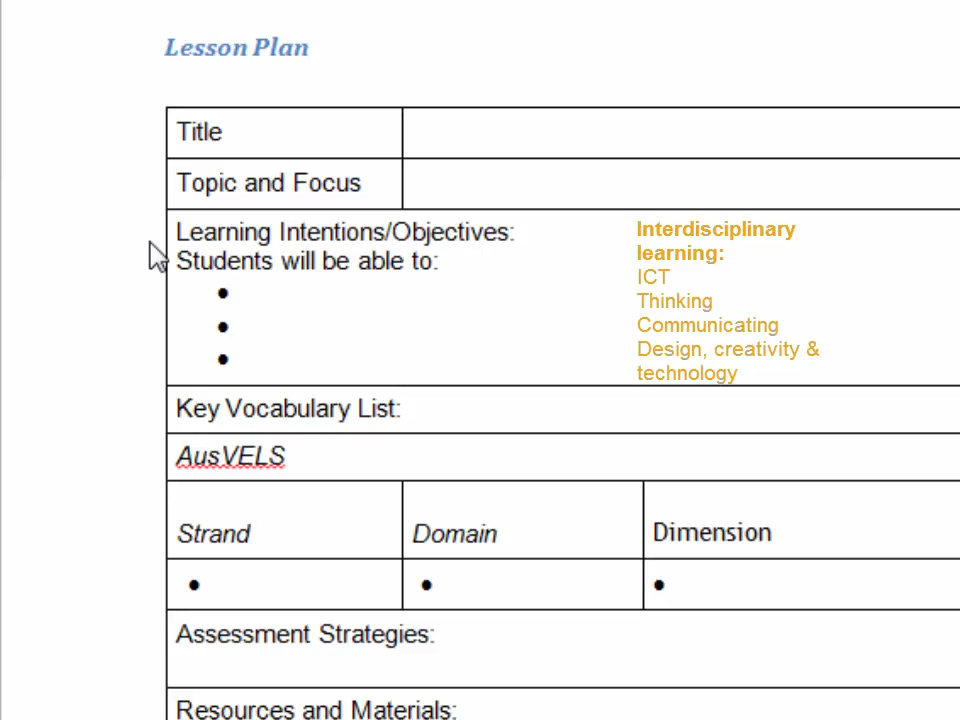 Lesson Plan
Title
Topic and Focus
Learning Intentions/Objectives:
Students will be able to:
Interdisciplinary
learning:
ICT
Thinking
Communicating
Design, creativity &
technology
Key Vocabulary List:
AusVELS
Strand Domain Dimension
Assessment Strategies:
Resources and Materials: